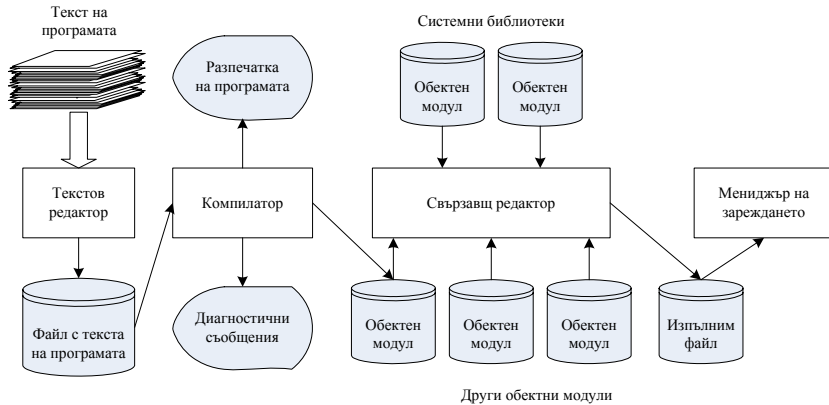 Текст на
програмата
Системни библиотеки
Разпечатка
на програмата
Обектен
модул
Обектен
модул
Текстов
редактор
Компилатор
Свързавщ редактор
Мениджър на
зареждането
Файл с текста
на програмата
Диагностични
съобщения
Обектен
модул
Обектен
модул
Обектен
модул
Изпълним
файл
Други обектни модули